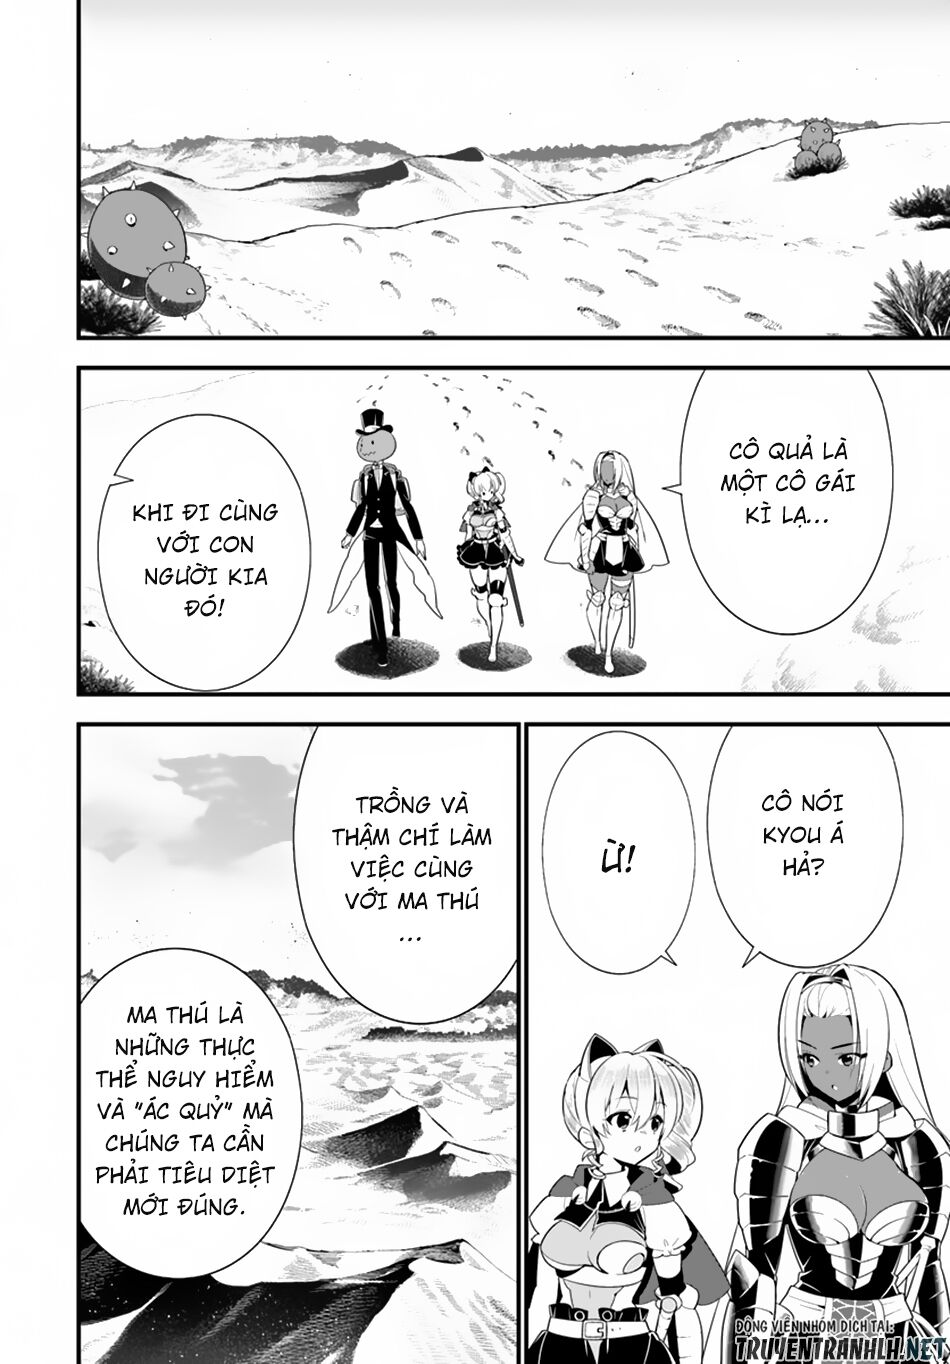 CÔ QUẢ LÀ
MỘT CÔ GÁI
KÌ LẠ...
KHI ĐI CÙNG
VỚI CON
NGƯỜI KIA
ĐÓ!
CÔ NÓI
KYOU Á
HẢ?
Ừ!
TRỒNG VÀ
THẬM CHÍ LÀM
VIỆC CÙNG
VỚI MA THÚ
...
MA THÚ LÀ
NHỮNG THỰC
THỂ NGUY HIỂM
VÀ "ÁC QUỶ" MÀ
CHÚNG TA CẦN
PHẢI TIÊU DIỆT
MỚI ĐÚNG.
ĐỘNG VIÊN NHÓM DỊCH TẠI:
TRUYENTRANHLH.NET